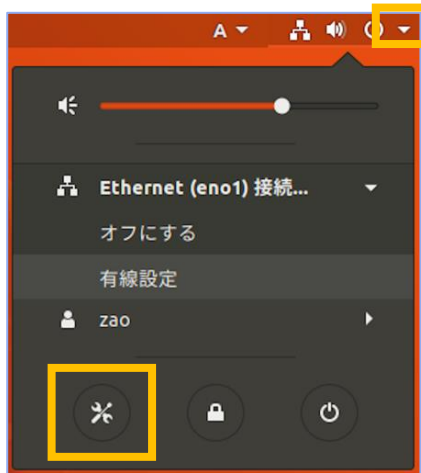 A
Ethernet (eno1) 接続...
オフにする
有線設定
zao